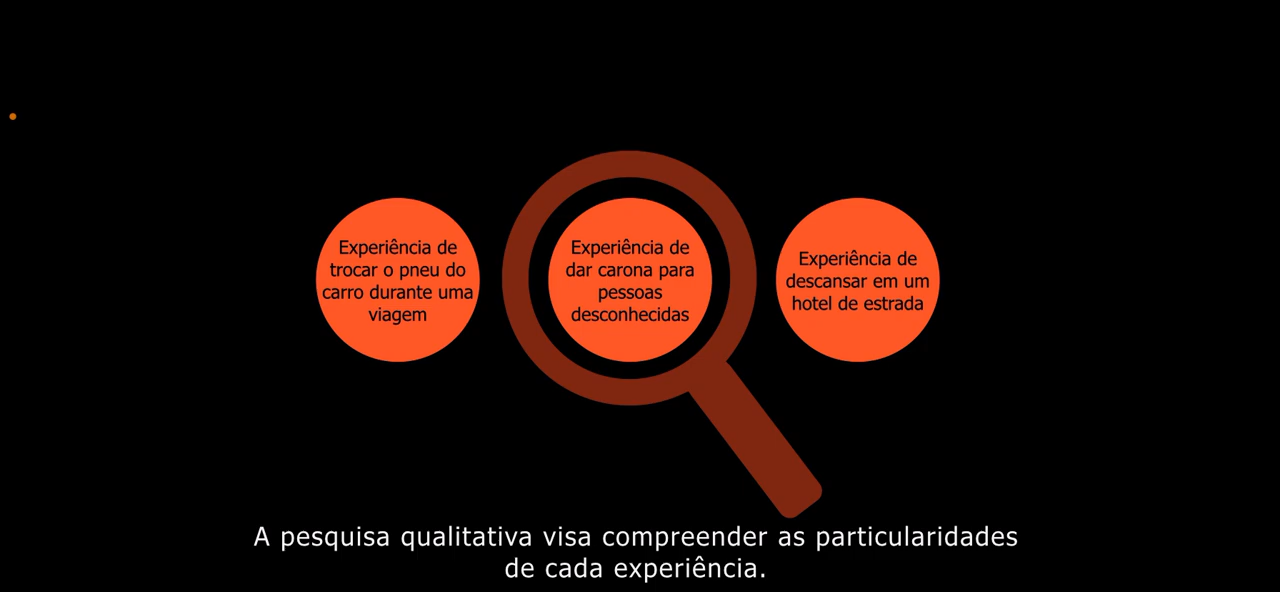 Experiência de
trocar o pneu do
carro durante uma
viagem
Experiência de
dar carona para
pessoas
desconhecidas
Experiência de
descansar em um
hotel de estrada
A pesquisa qualitativa visa compreender as particularidades
de cada experiência.